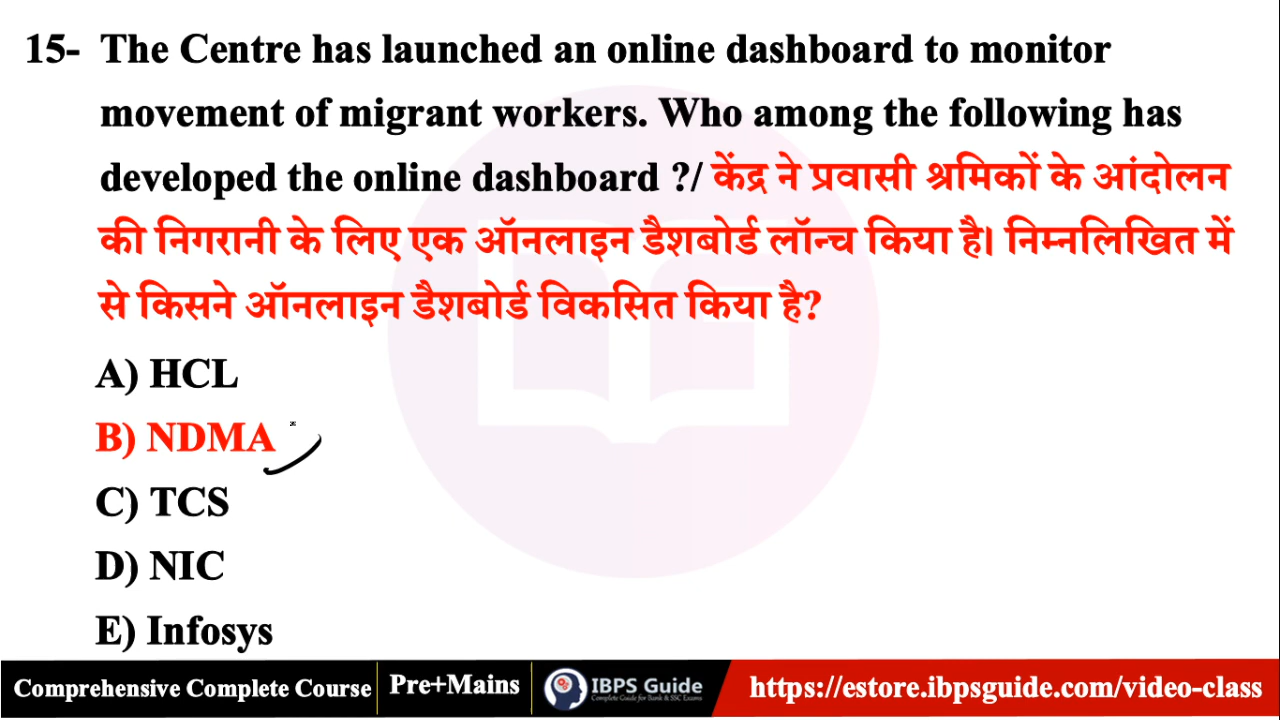 15- The Centre has launched an online dashboard to monitor
movement of migrant workers. Who among the following has
developed the online dashboard ?/ केंद्र ने प्रवासी श्रमिकों के आंदोलन
की निगरानी के लिए एक ऑनलाइन डैशबोर्ड लॉन्च किया है। निम्नलिखित में
से किसने ऑनलाइन डैशबोर्ड विकसित किया है?
A) HCL
B) NDMA
C) TCS
D) NIC
E) Infosys
Comprehensive Complete Course Pre+Mains IBPS Guide https://estore.ibpsguide.com/video-class
Complete Guide for Bank & SSC Exams